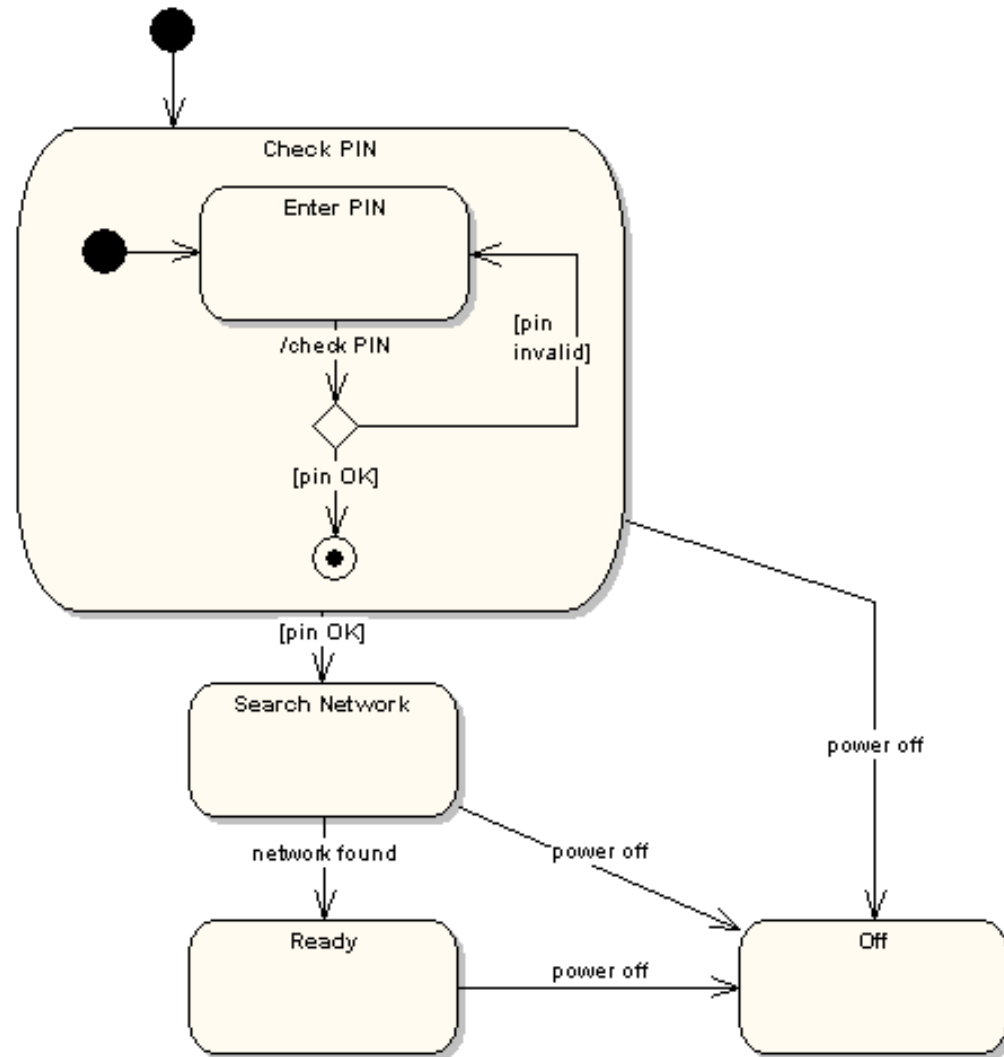 Check PIN
Enter PIN
[pin
invalid]
/check PIN
[pin OK]
[pin OK]
Search Network
power off
network found
power off
Ready
Off
power off